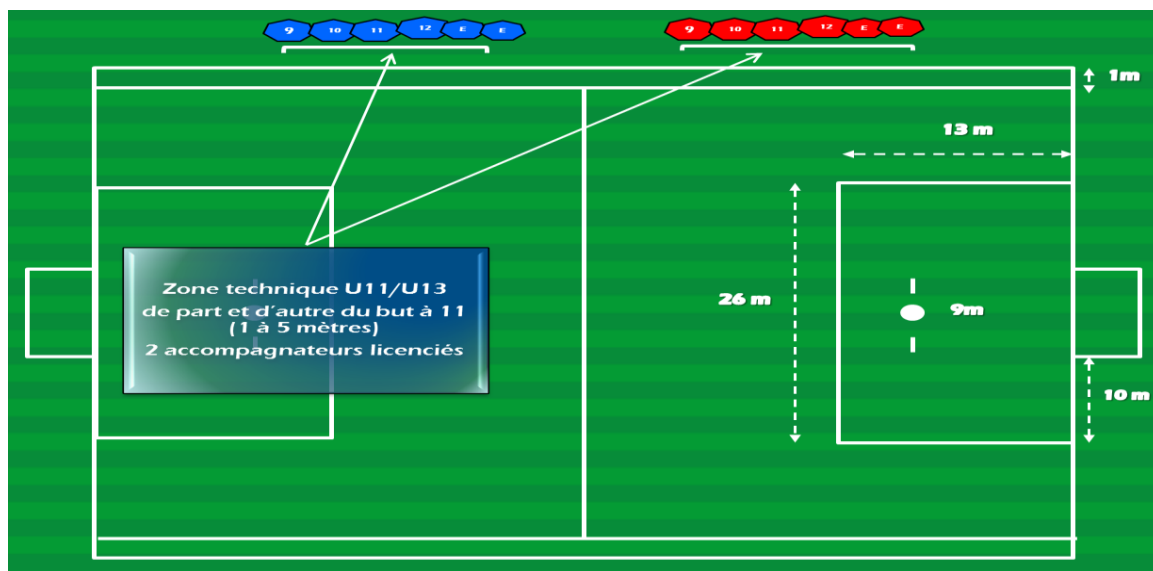 9 10 11 12 E E
9 10 11 12 E E
1m
13 m
26 m
9m
10 m
Zone technique U11/U13
de part et d'autre du but à 11
(1 à 5 mètres)
2 accompagnateurs licenciés